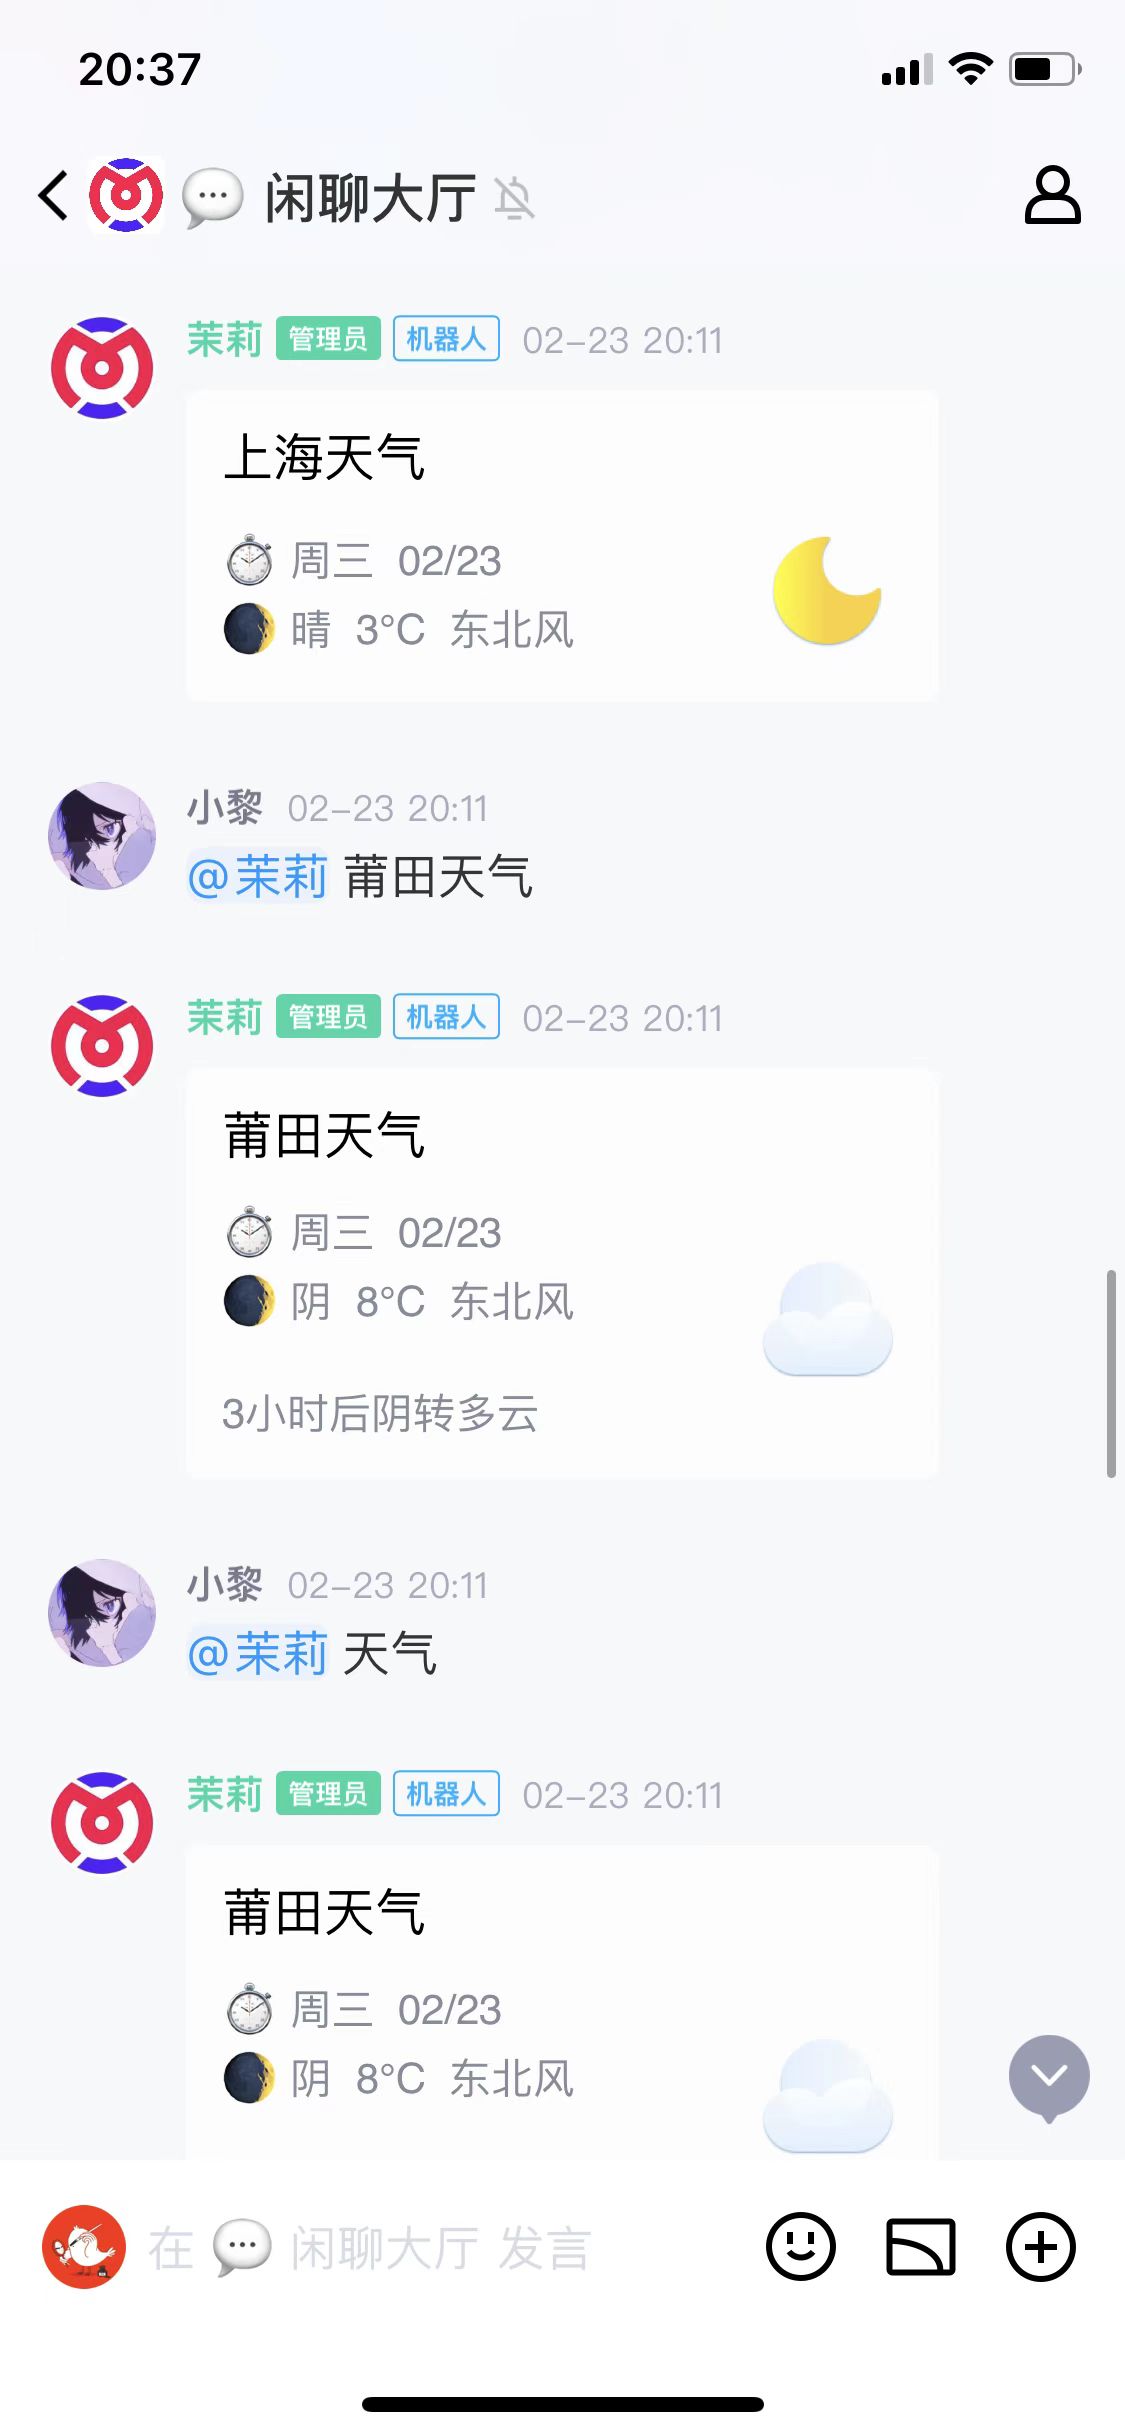 20:37
闲聊大厅
茉莉 管理员 机器人 02-23 20:11
上海天气
周三 02/23
晴 3°C 东北风
小黎 02-23 20:11
@茉莉 莆田天气
茉莉 管理员 机器人 02-23 20:11
莆田天气
周三 02/23
阴 8°C 东北风
3小时后阴转多云
小黎 02-23 20:11
@茉莉 天气
茉莉 管理员 机器人 02-23 20:11
莆田天气
周三 02/23
阴 8°C 东北风
在 💬 闲聊大厅 发言